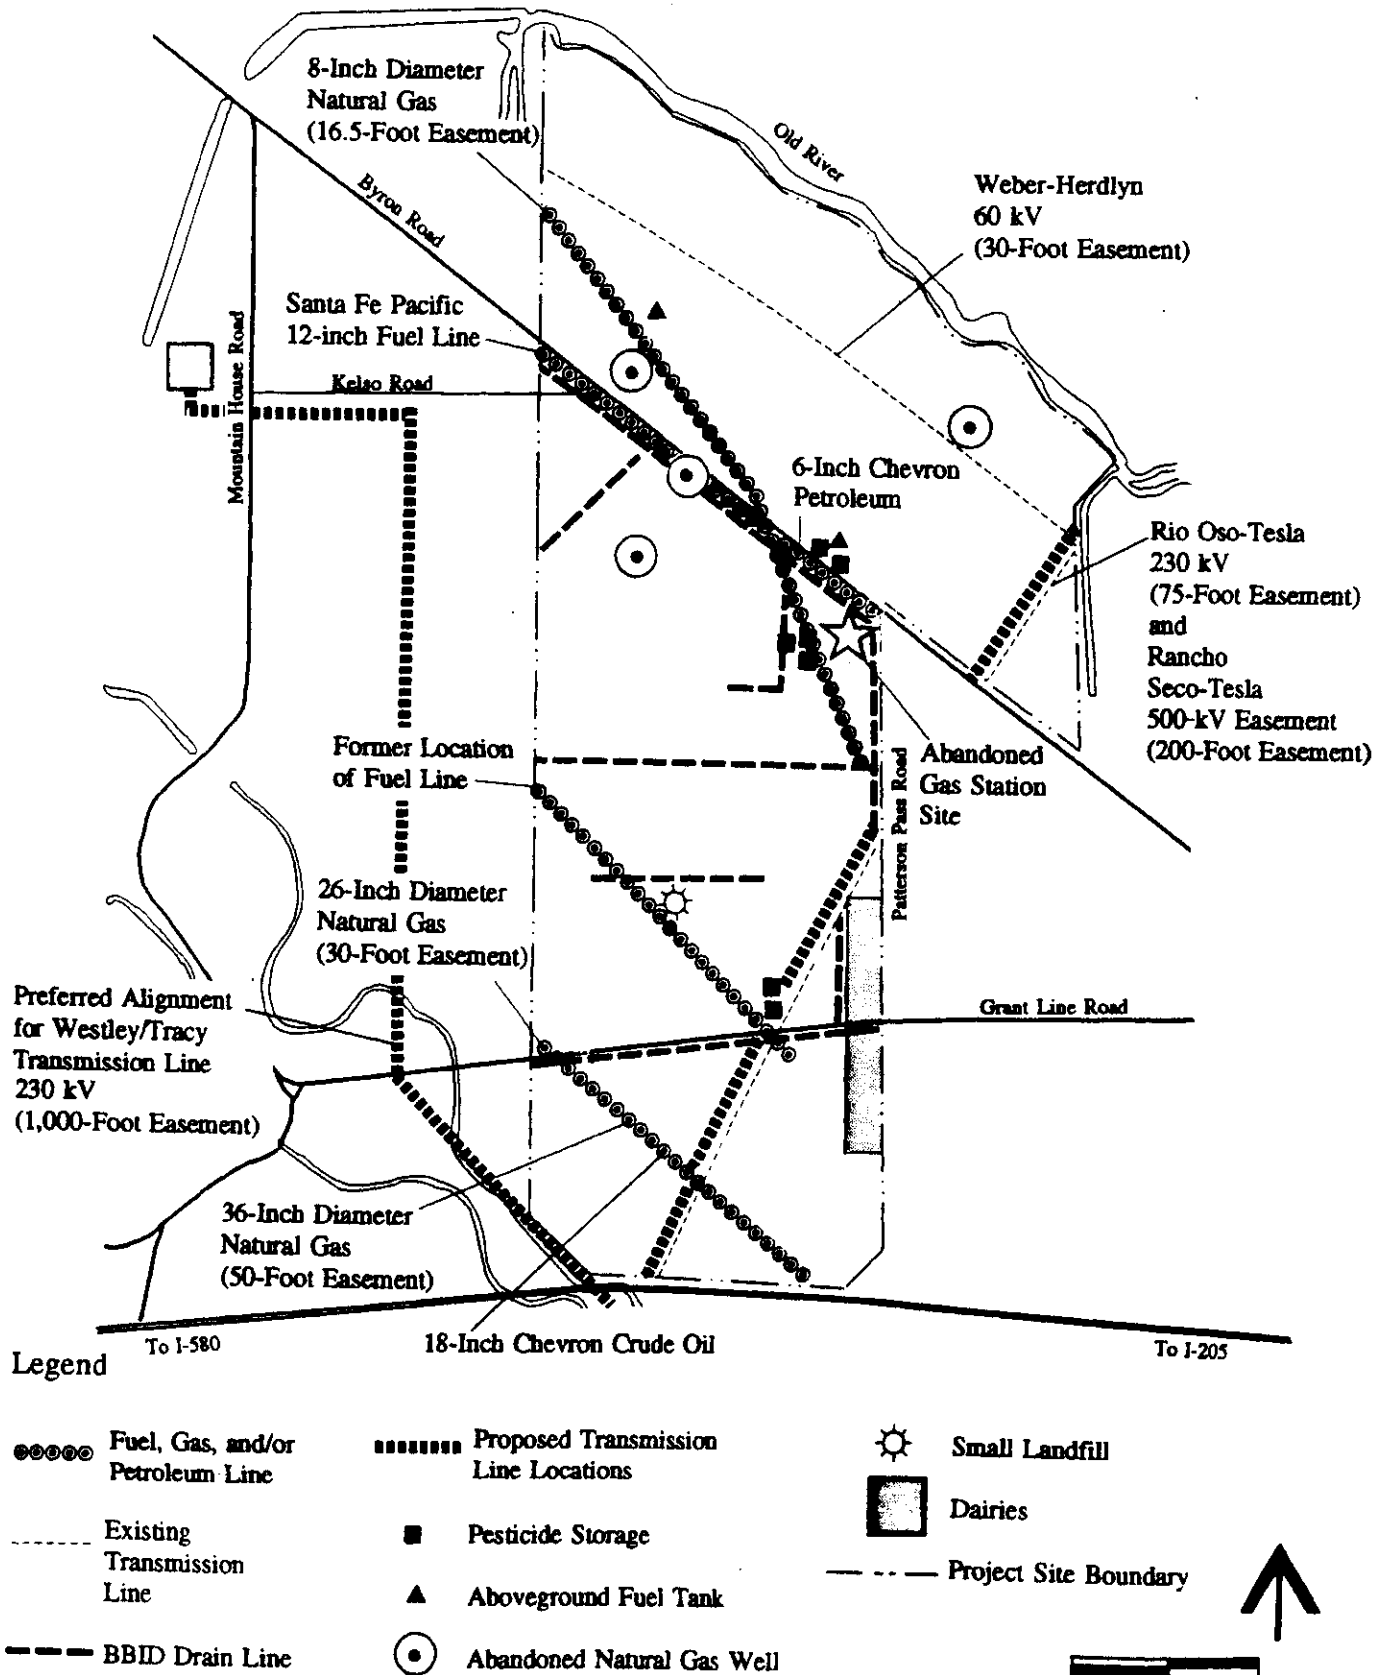 8-Inch Diameter
Natural Gas
(16.5-Foot Easement)
Old River
Weber-Herdlyn
60 kV
(30-Foot Easement)
Byron Road
Santa Fe Pacific
12-inch Fuel Line
Kelso Road
Mountain House Road
6-Inch Chevron
Petroleum
Rio Oso-Tesla
230 kV
(75-Foot Easement)
and
Rancho
Seco-Tesla
500-kV Easement
(200-Foot Easement)
Former Location
of Fuel Line
Abandoned
Gas Station
Site
Patterson Pass Road
26-Inch Diameter
Natural Gas
(30-Foot Easement)
Preferred Alignment
for Westley/Tracy
Transmission Line
230 kV
(1,000-Foot Easement)
Grant Line Road
36-Inch Diameter
Natural Gas
(50-Foot Easement)
18-Inch Chevron Crude Oil
To I-580
To I-205
Legend
Fuel, Gas, and/or
Petroleum Line
Existing
Transmission
Line
BBID Drain Line
Proposed Transmission
Line Locations
Pesticide Storage
Aboveground Fuel Tank
Abandoned Natural Gas Well
Small Landfill
Dairies
Project Site Boundary